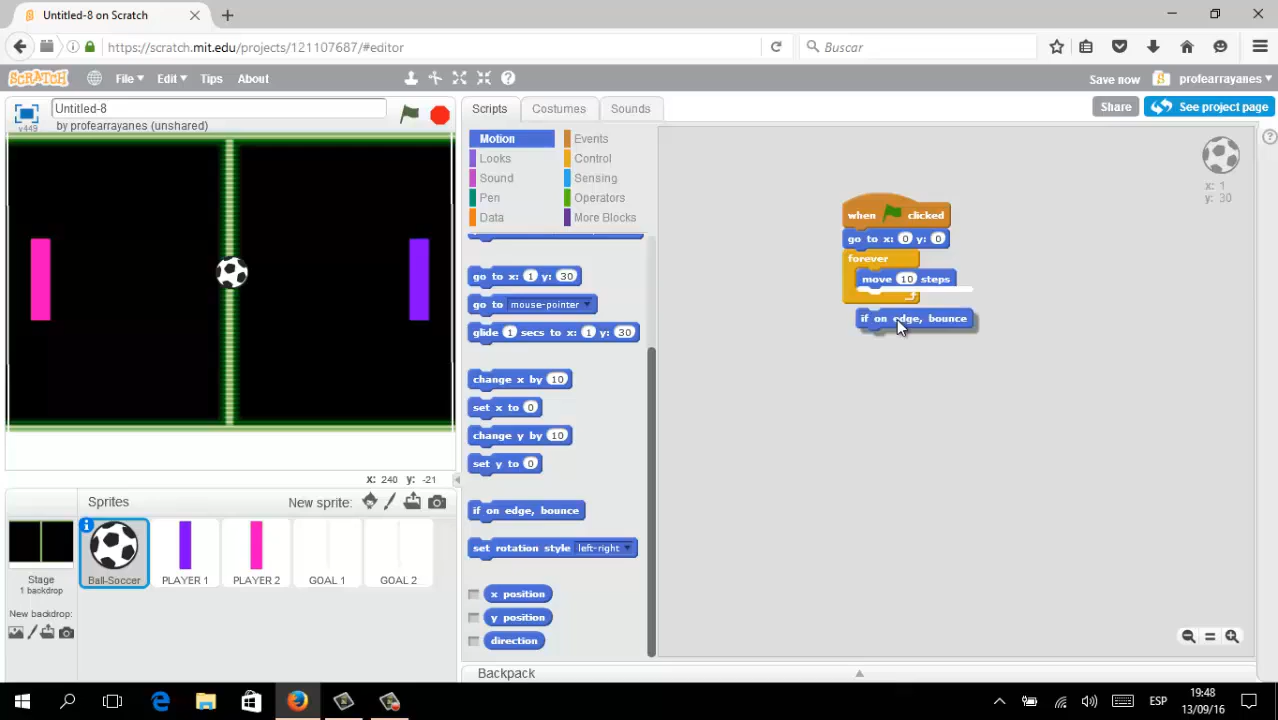 Untitled-8 on Scratch
https://scratch.mit.edu/projects/121107687/#editor
Buscar
SCRATCH
File
Edit
Tips
About
Save now
profearrayanes
Untitled-8
by profearrayanes (unshared)
v449
Scripts
Costumes
Sounds
Share
See project page
Motion
Looks
Sound
Pen
Data
Events
Control
Sensing
Operators
More Blocks
go to x: 1 y: 30
go to mouse-pointer
glide 1 secs to x: 1 y: 30
change x by 10
set x to 0
change y by 10
set y to 0
if on edge, bounce
set rotation style left-right
x position
y position
direction
when clicked
go to x: 0 y: 0
forever
move 10 steps
if on edge, bounce
x: 1
y: 30
x: 240 y: -21
Sprites
New sprite:
Stage
1 backdrop
New backdrop:
Ball-Soccer
PLAYER 1
PLAYER 2
GOAL 1
GOAL 2
Backpack
ESP
19:48
13/09/16